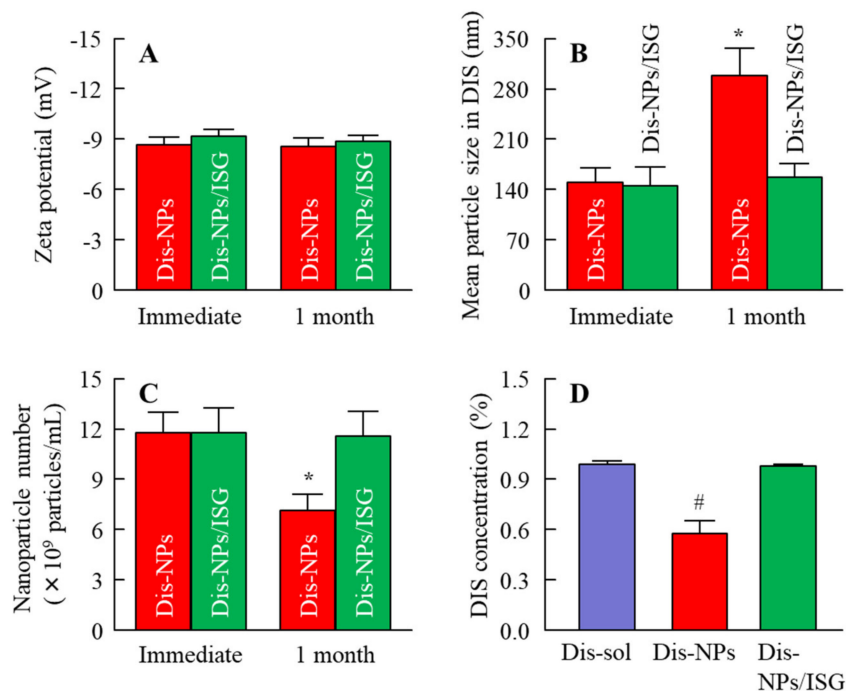 A
Zeta potential (mV)
-15
-12
-9
-6
-3
0
Dis-NPs
Dis-NPs/ISG
Dis-NPs
Dis-NPs/ISG
Immediate
1 month
B
Mean particle size in DIS (nm)
350
280
210
140
70
0
Dis-NPs
Dis-NPs/ISG
*
Dis-NPs
Dis-NPs/ISG
Immediate
1 month
C
Nanoparticle number
(×10⁹ particles/mL)
15
12
9
6
3
0
Dis-NPs
Dis-NPs/ISG
*
Dis-NPs
Dis-NPs/ISG
Immediate
1 month
D
DIS concentration (%)
1.5
1.2
0.9
0.6
0.3
0.0
#
Dis-sol
Dis-NPs
Dis-
NPs/ISG